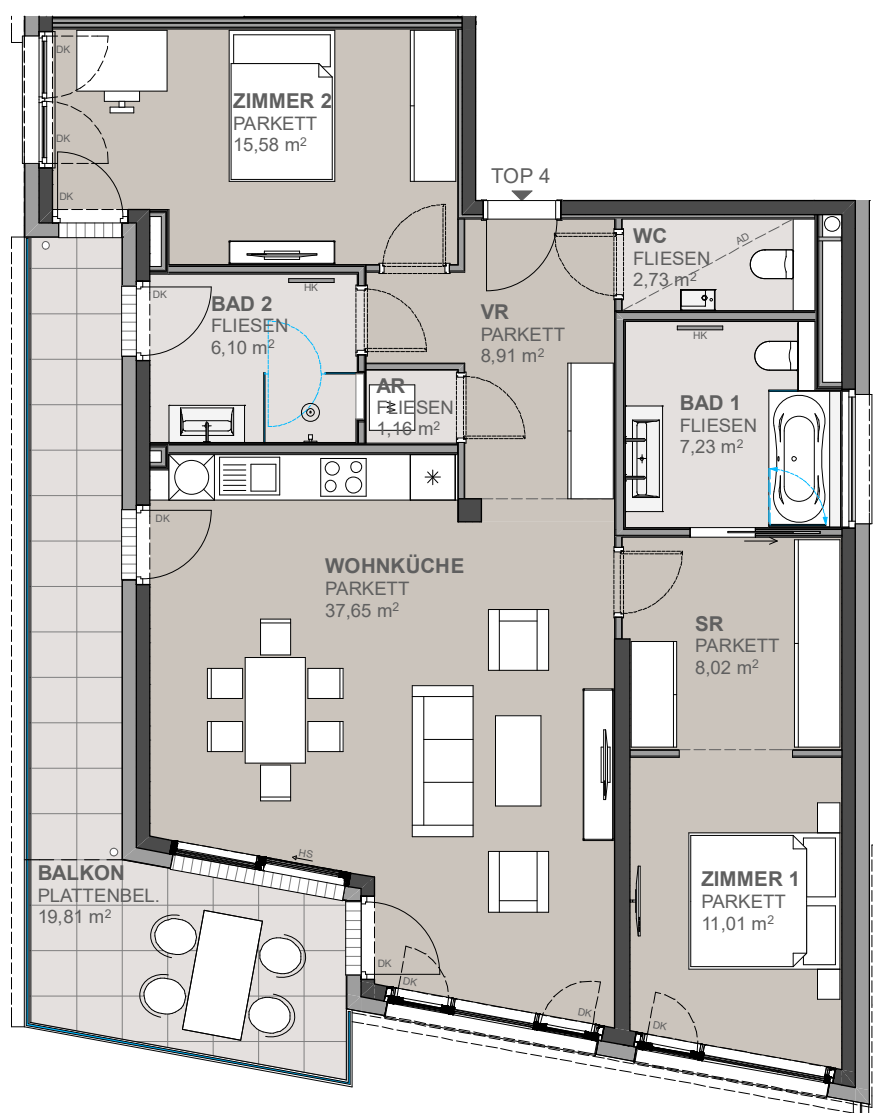 DK
ZIMMER 2
PARKETT
15,58 m²
DK
DK
TOP 4
WC
FLIESEN
2,73 m²
AD
DK
BAD 2
FLIESEN
6,10 m²
HK
VR
PARKETT
8,91 m²
HK
AR
FLIESEN
1,16 m²
BAD 1
FLIESEN
7,23 m²
DK
WOHNKÜCHE
PARKETT
37,65 m²
SR
PARKETT
8,02 m²
HS
BALKON
PLATTENBEL.
19,81 m²
ZIMMER 1
PARKETT
11,01 m²
DK
DK
DK
DK